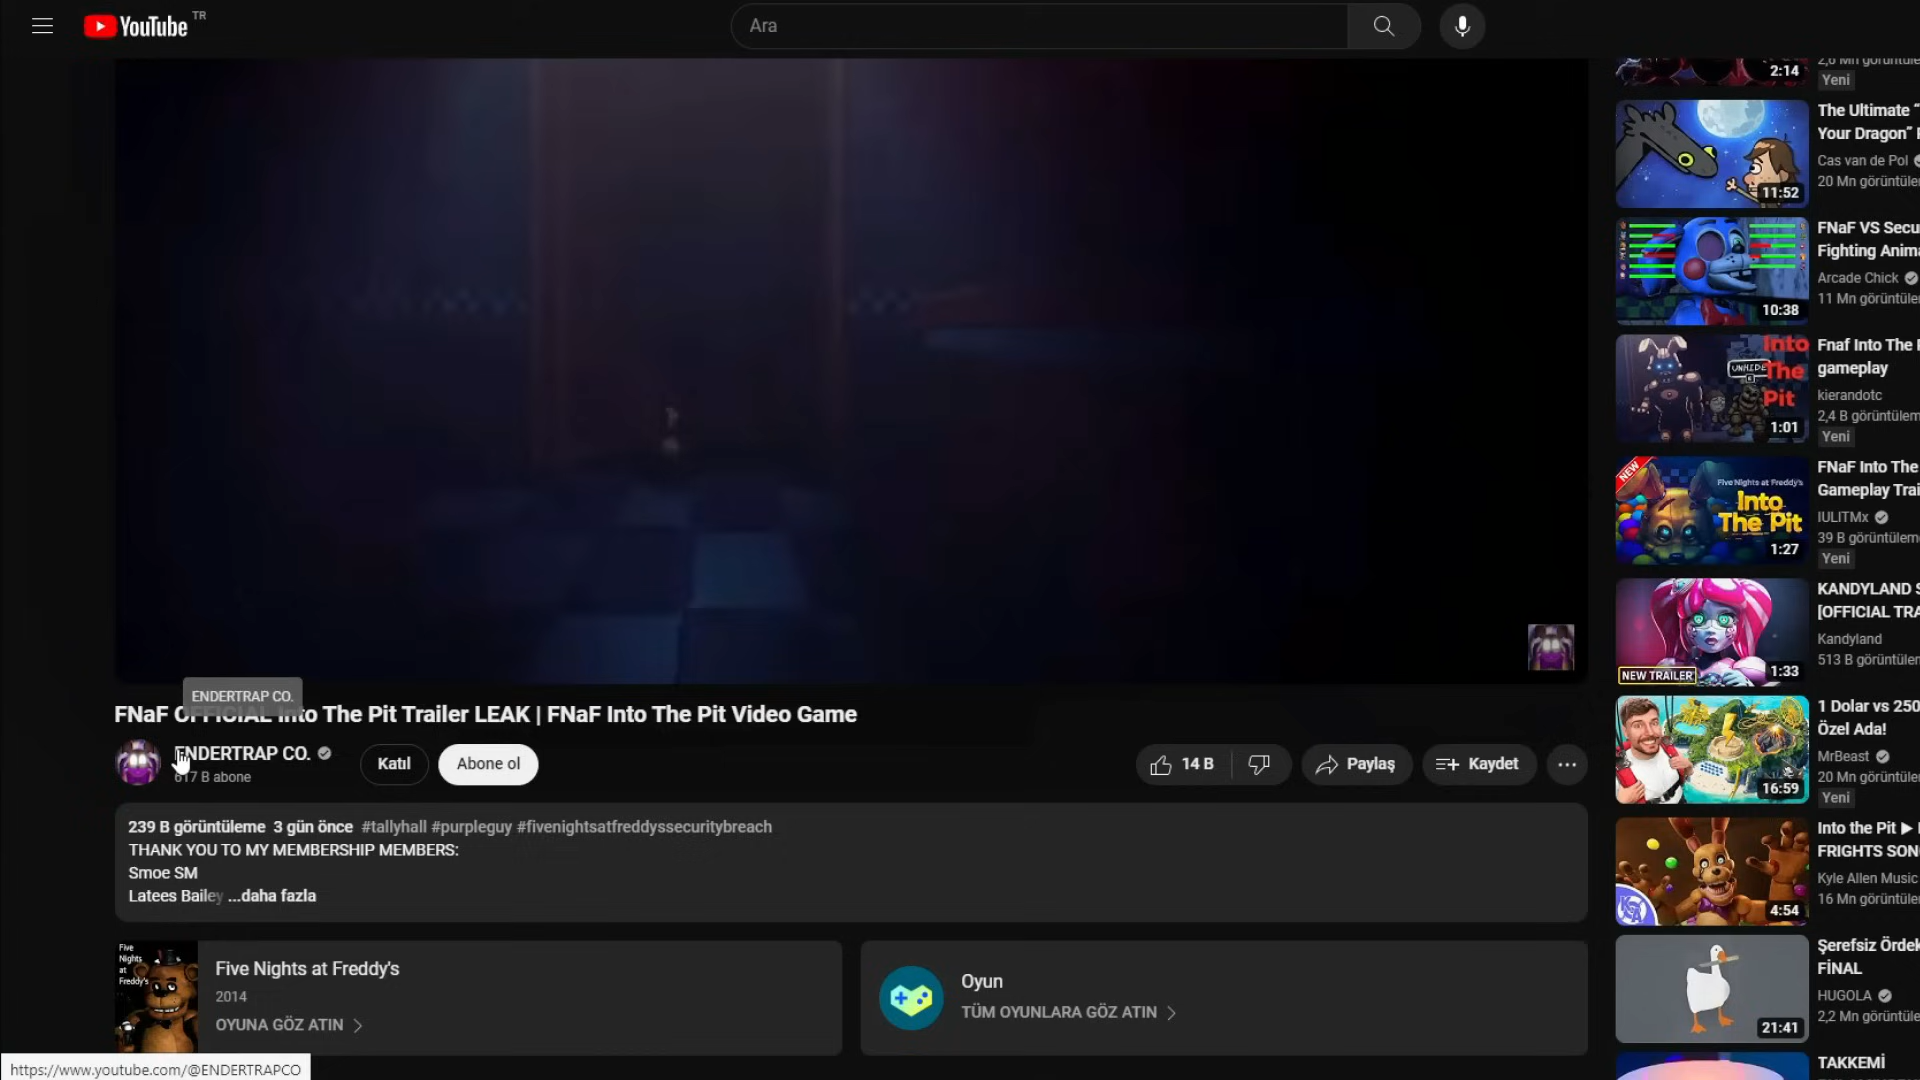 YouTube TR
Ara
ENDERTRAP CO.
FNaF OFFICIAL Into The Pit Trailer LEAK | FNaF Into The Pit Video Game
ENDERTRAP CO.
617 B abone
Katıl
Abone ol
14 B
Paylaş
Kaydet
239 B görüntüleme 3 gün önce #tallyhall #purpleguy #fivenightsatfreddyssecuritybreach
THANK YOU TO MY MEMBERSHIP MEMBERS:
Smoe SM
Latees Bailey ...daha fazla
Five
Nights
at
Freddy's
Five Nights at Freddy's
2014
OYUNA GÖZ ATIN
Oyun
TÜM OYUNLARA GÖZ ATIN
https://www.youtube.com/@ENDERTRAPCO
2:14
Yeni
11:52
The Ultimate "
Your Dragon"
Cas van de Pol
20 Mn görüntüle
10:38
FNaF VS Secu
Fighting Anima
Arcade Chick
11 Mn görüntüle
Into
The
Pit
UNHIDE
E
1:01
Fnaf Into The
gameplay
kierandotc
2,4 B görüntülem
Yeni
NEW
Five Nights at Freddy's
Into
The Pit
1:27
FNaF Into The
Gameplay Trai
IULITMx
39 B görüntülem
Yeni
NEW TRAILER
1:33
KANDYLAND S
[OFFICIAL TRA
Kandyland
513 B görüntüle
16:59
1 Dolar vs 250
Özel Ada!
MrBeast
20 Mn görüntüle
Yeni
4:54
Into the Pit ▶
FRIGHTS SON
Kyle Allen Music
16 Mn görüntüle
21:41
Şerefsiz Ördek
FİNAL
HUGOLA
2,2 Mn görüntüle
TAKKEMİ